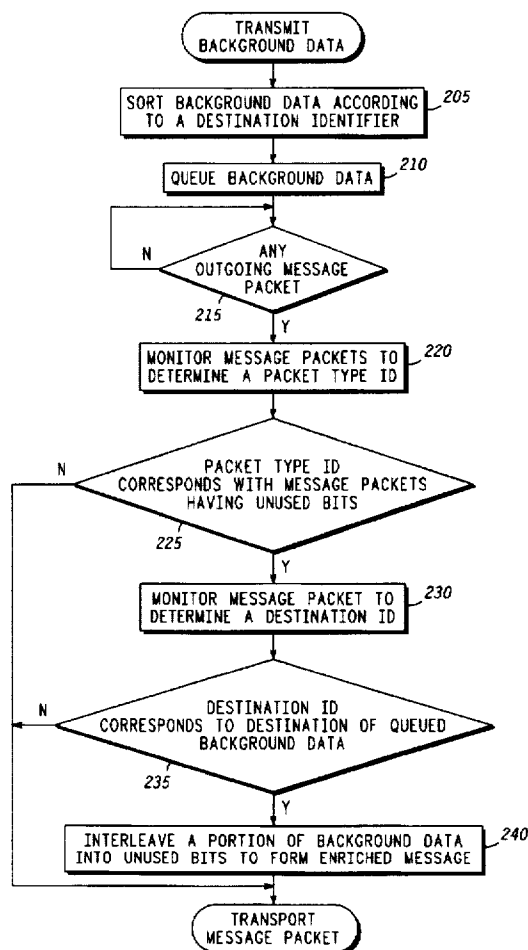 TRANSMIT
BACKGROUND DATA
SORT BACKGROUND DATA ACCORDING
TO A DESTINATION IDENTIFIER
205
QUEUE BACKGROUND DATA
210
N
ANY
OUTGOING MESSAGE
PACKET
215
Y
MONITOR MESSAGE PACKETS TO
DETERMINE A PACKET TYPE ID
220
N
PACKET TYPE ID
CORRESPONDS WITH MESSAGE PACKETS
HAVING UNUSED BITS
225
Y
MONITOR MESSAGE PACKET TO
DETERMINE A DESTINATION ID
230
N
DESTINATION ID
CORRESPONDS TO DESTINATION OF QUEUED
BACKGROUND DATA
235
Y
INTERLEAVE A PORTION OF BACKGROUND DATA
INTO UNUSED BITS TO FORM ENRICHED MESSAGE
240
TRANSPORT
MESSAGE PACKET